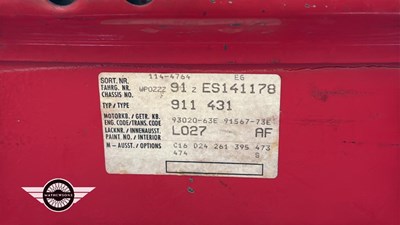 SORT. NR. 114-4764 E6
FAHRG. NR.
CHASSIS NO. WP0ZZZ 91 Z ES141178
TYP/TYPE 911 431
MOTORKB./GETR. KB.
ENG. CODE/TRANS. CODE 93020-63E 91567-73E
LACKNR./INNENAUSST.
PAINT. NO./INTERIOR L027 AF
M-AUSST./OPTIONS C16 D24 261 395 473
474
MATHEWSONS